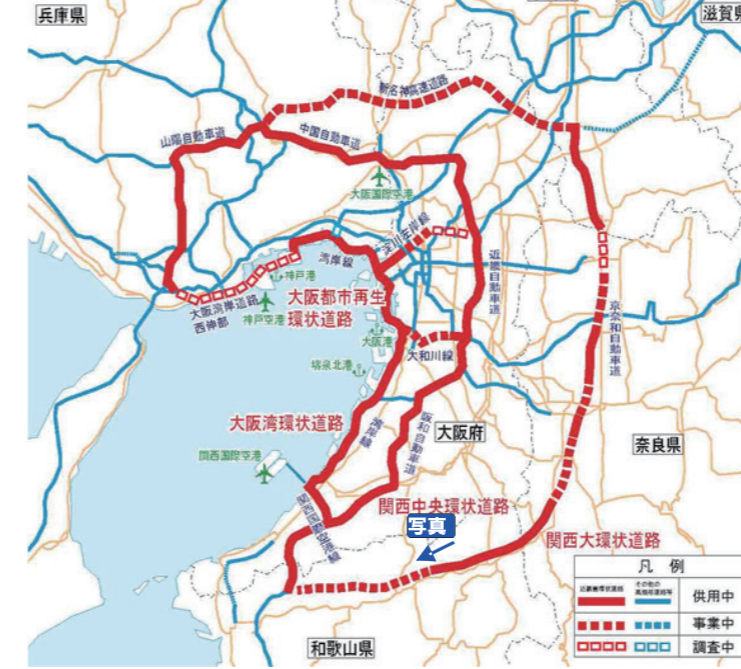 兵庫県
滋賀県
新名神高速道路
山陽自動車道
中国自動車道
大阪国際空港
淀川左岸線
近畿自動車道
湾岸線
神戸港
大阪湾岸道路
西伸部
神戸空港
大阪都市再生
環状道路
京奈和自動車道
大阪港
大和川線
堺泉北港
大阪湾環状道路
湾岸線
阪和自動車道
大阪府
奈良県
関西国際空港
関西国際空港線
関西中央環状道路
写真
関西大環状道路
凡 例
近畿圏環状道路
その他の
高規格道路等
供用中
事業中
調査中
和歌山県